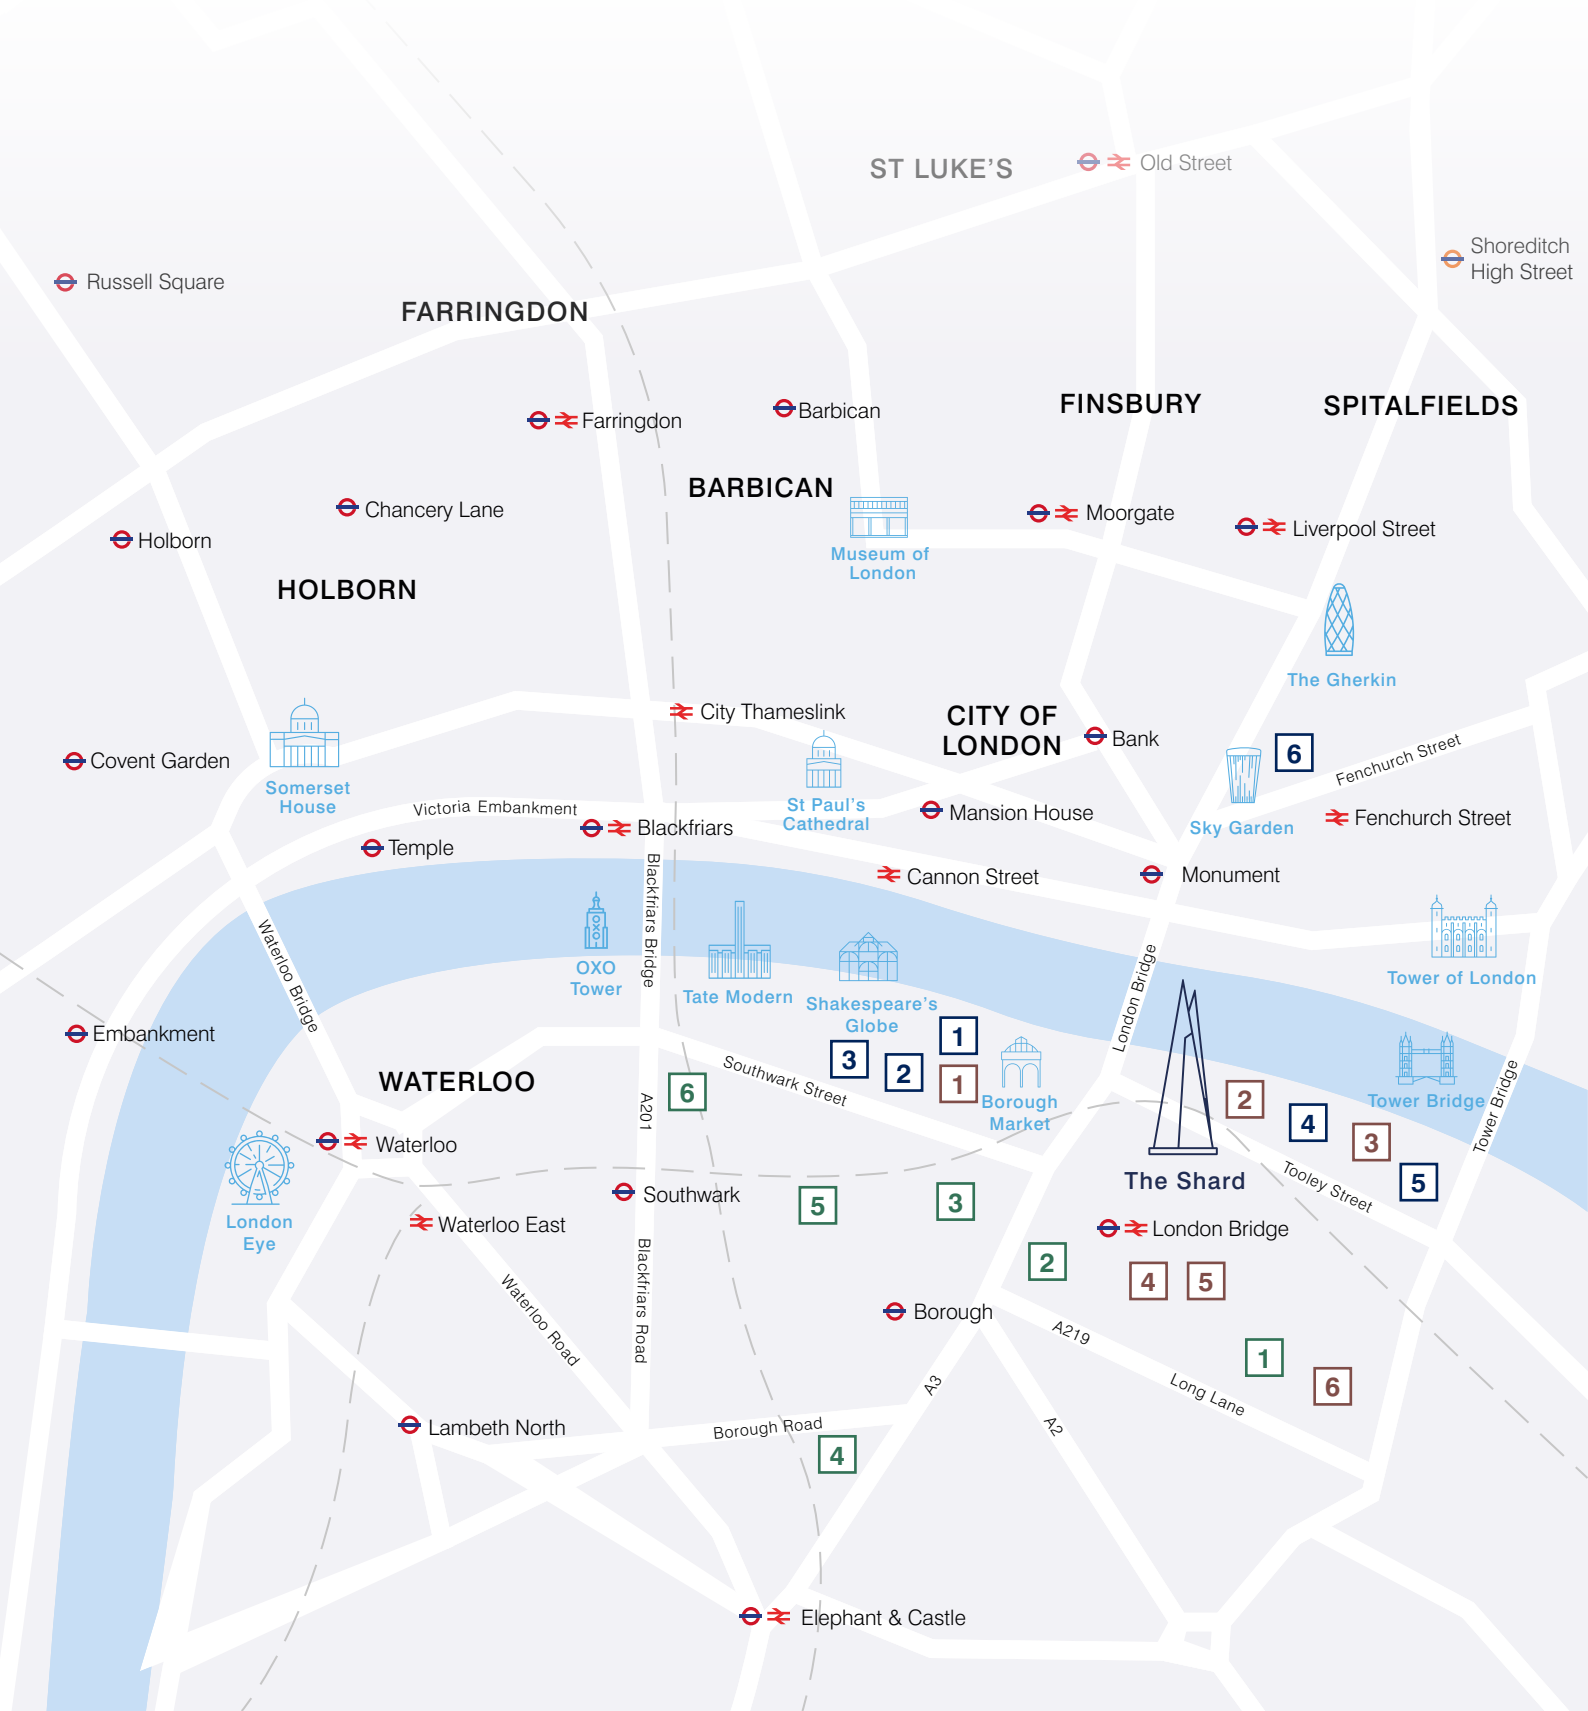 ST LUKE'S
Old Street
Shoreditch
High Street
Russell Square
FARRINGDON
Farringdon
Barbican
FINSBURY
SPITALFIELDS
BARBICAN
Chancery Lane
Holborn
Moorgate
Liverpool Street
Museum of
London
HOLBORN
The Gherkin
City Thameslink
CITY OF
LONDON
Bank
6
Fenchurch Street
Covent Garden
Somerset
House
Victoria Embankment
St Paul's
Cathedral
Mansion House
Sky Garden
Fenchurch Street
Blackfriars
Temple
Cannon Street
Monument
Blackfriars Bridge
Waterloo Bridge
OXO
Tower
Tate Modern
Shakespeare's
Globe
London Bridge
Tower of London
Embankment
1
3
2
1
Southwark Street
Borough
Market
WATERLOO
6
A201
2
4
3
5
Tower Bridge
Tower Bridge
Waterloo
The Shard
Tooley Street
Southwark
5
3
London
Eye
Waterloo East
London Bridge
2
4
5
Waterloo Road
Blackfriars Road
Borough
A219
1
6
Long Lane
A3
A2
Lambeth North
Borough Road
4
Elephant & Castle